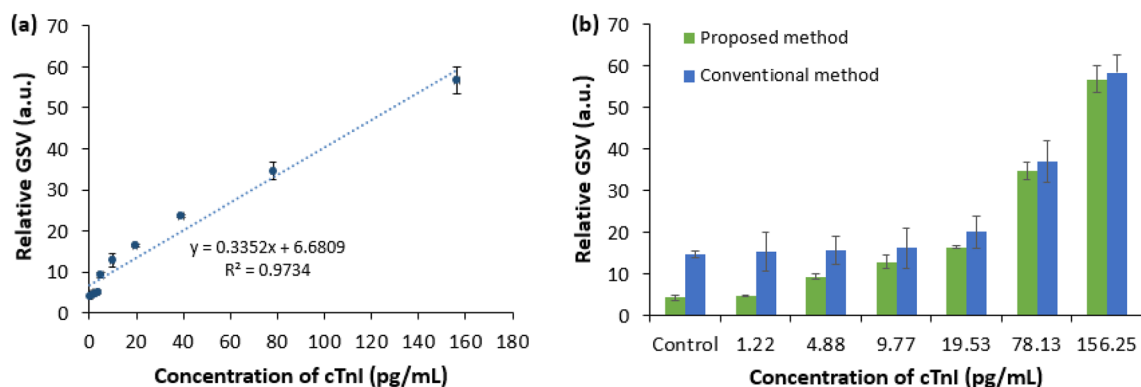 (a)
Relative GSV (a.u.)
70
60
50
40
30
20
10
0
y = 0.3352x + 6.6809
R² = 0.9734
0 20 40 60 80 100 120 140 160 180
Concentration of cTnI (pg/mL)
(b)
Relative GSV (a.u.)
70
60
50
40
30
20
10
0
Proposed method
Conventional method
Control 1.22 4.88 9.77 19.53 78.13 156.25
Concentration of cTnI (pg/mL)